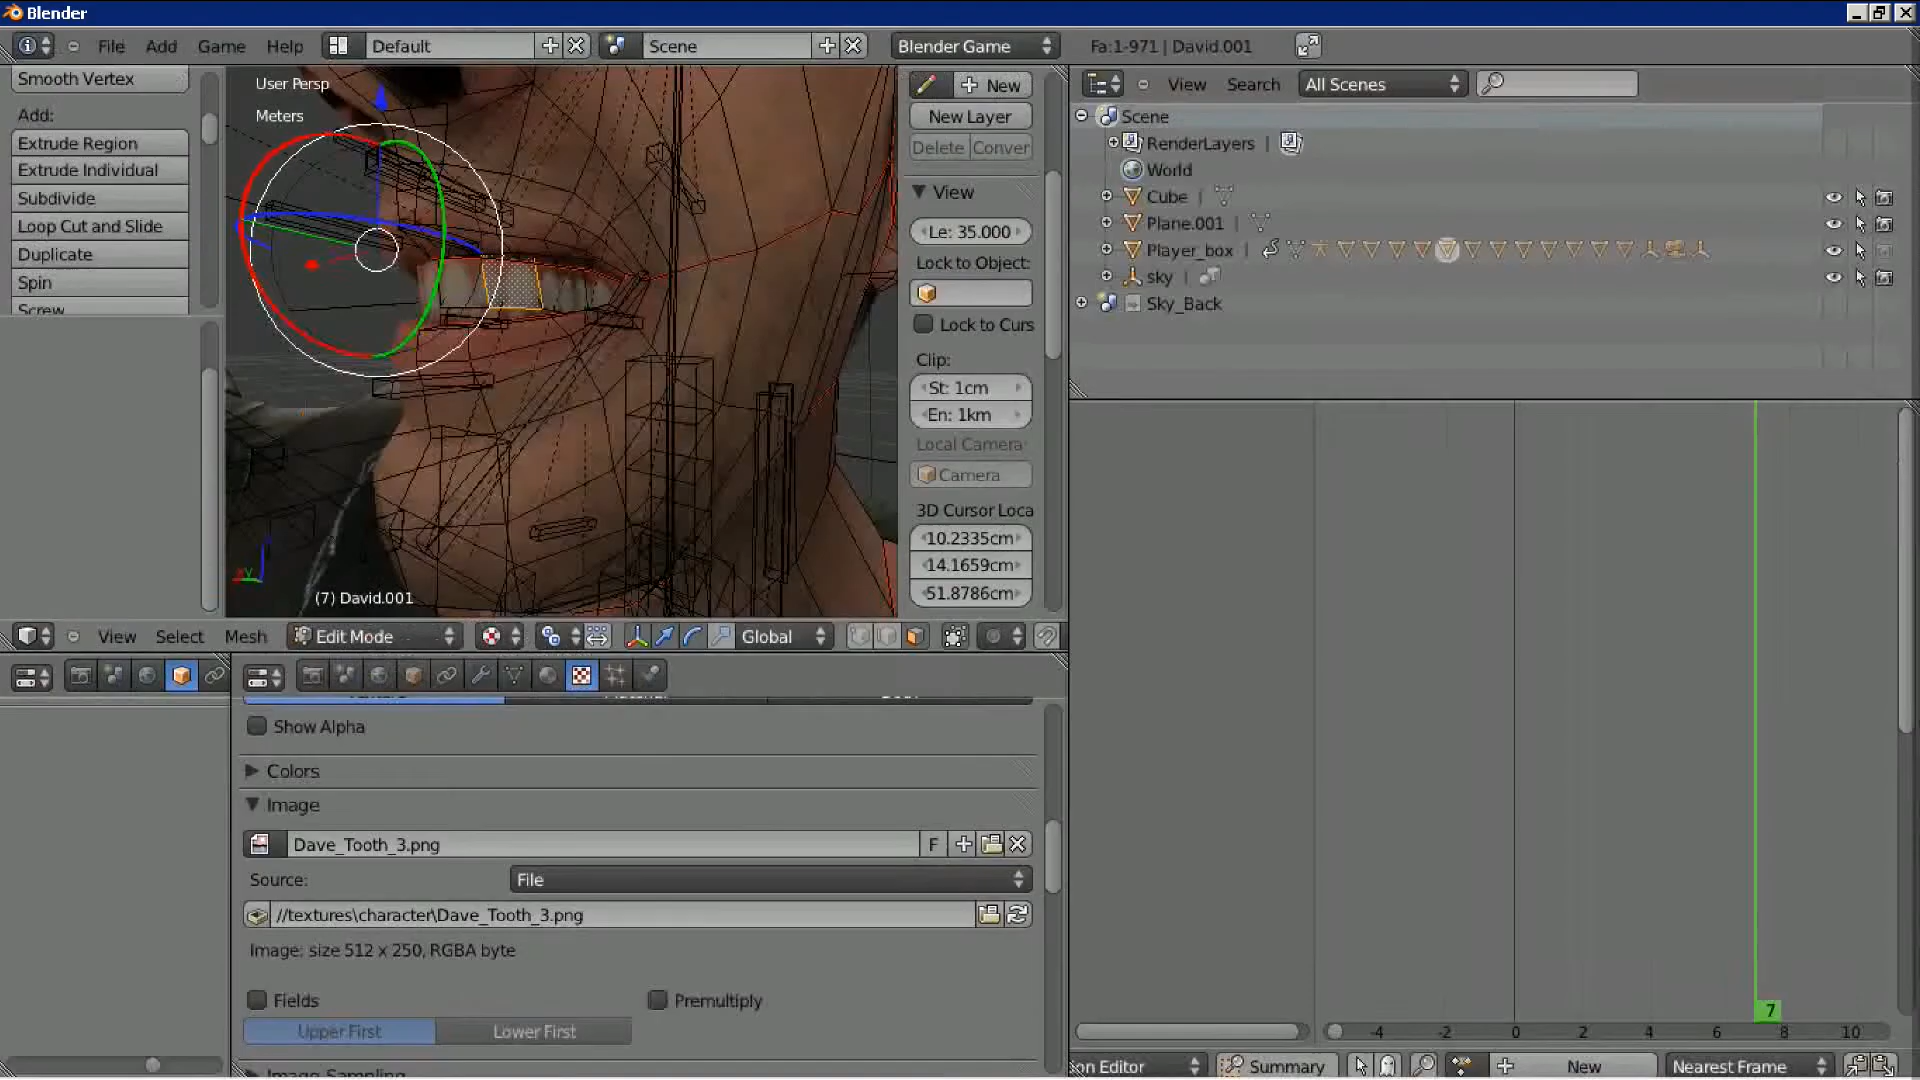 Blender
File Add Game Help Default Scene Blender Game Fa:1-971 | David.001
Smooth Vertex
Add:
Extrude Region
Extrude Individual
Subdivide
Loop Cut and Slide
Duplicate
Spin
Screw
User Persp
Meters
(7) David.001
New
New Layer
Delete Conver
View
Le: 35.000
Lock to Object:
Lock to Curs
Clip:
St: 1cm
En: 1km
Local Camera:
Camera
3D Cursor Loca
10.2335cm
14.1659cm
51.8786cm
View Search All Scenes
Scene
RenderLayers |
World
Cube |
Plane.001 |
Player_box
sky
Sky_Back
View Select Mesh Edit Mode Global
Show Alpha
Colors
Image
Dave_Tooth_3.png F
Source: File
//textures\character\Dave_Tooth_3.png
Image: size 512 x 250, RGBA byte
Fields Premultiply
Upper First Lower First
Image Sampling
7
-4 -2 0 2 4 6 8 10
on Editor Summary New Nearest Frame